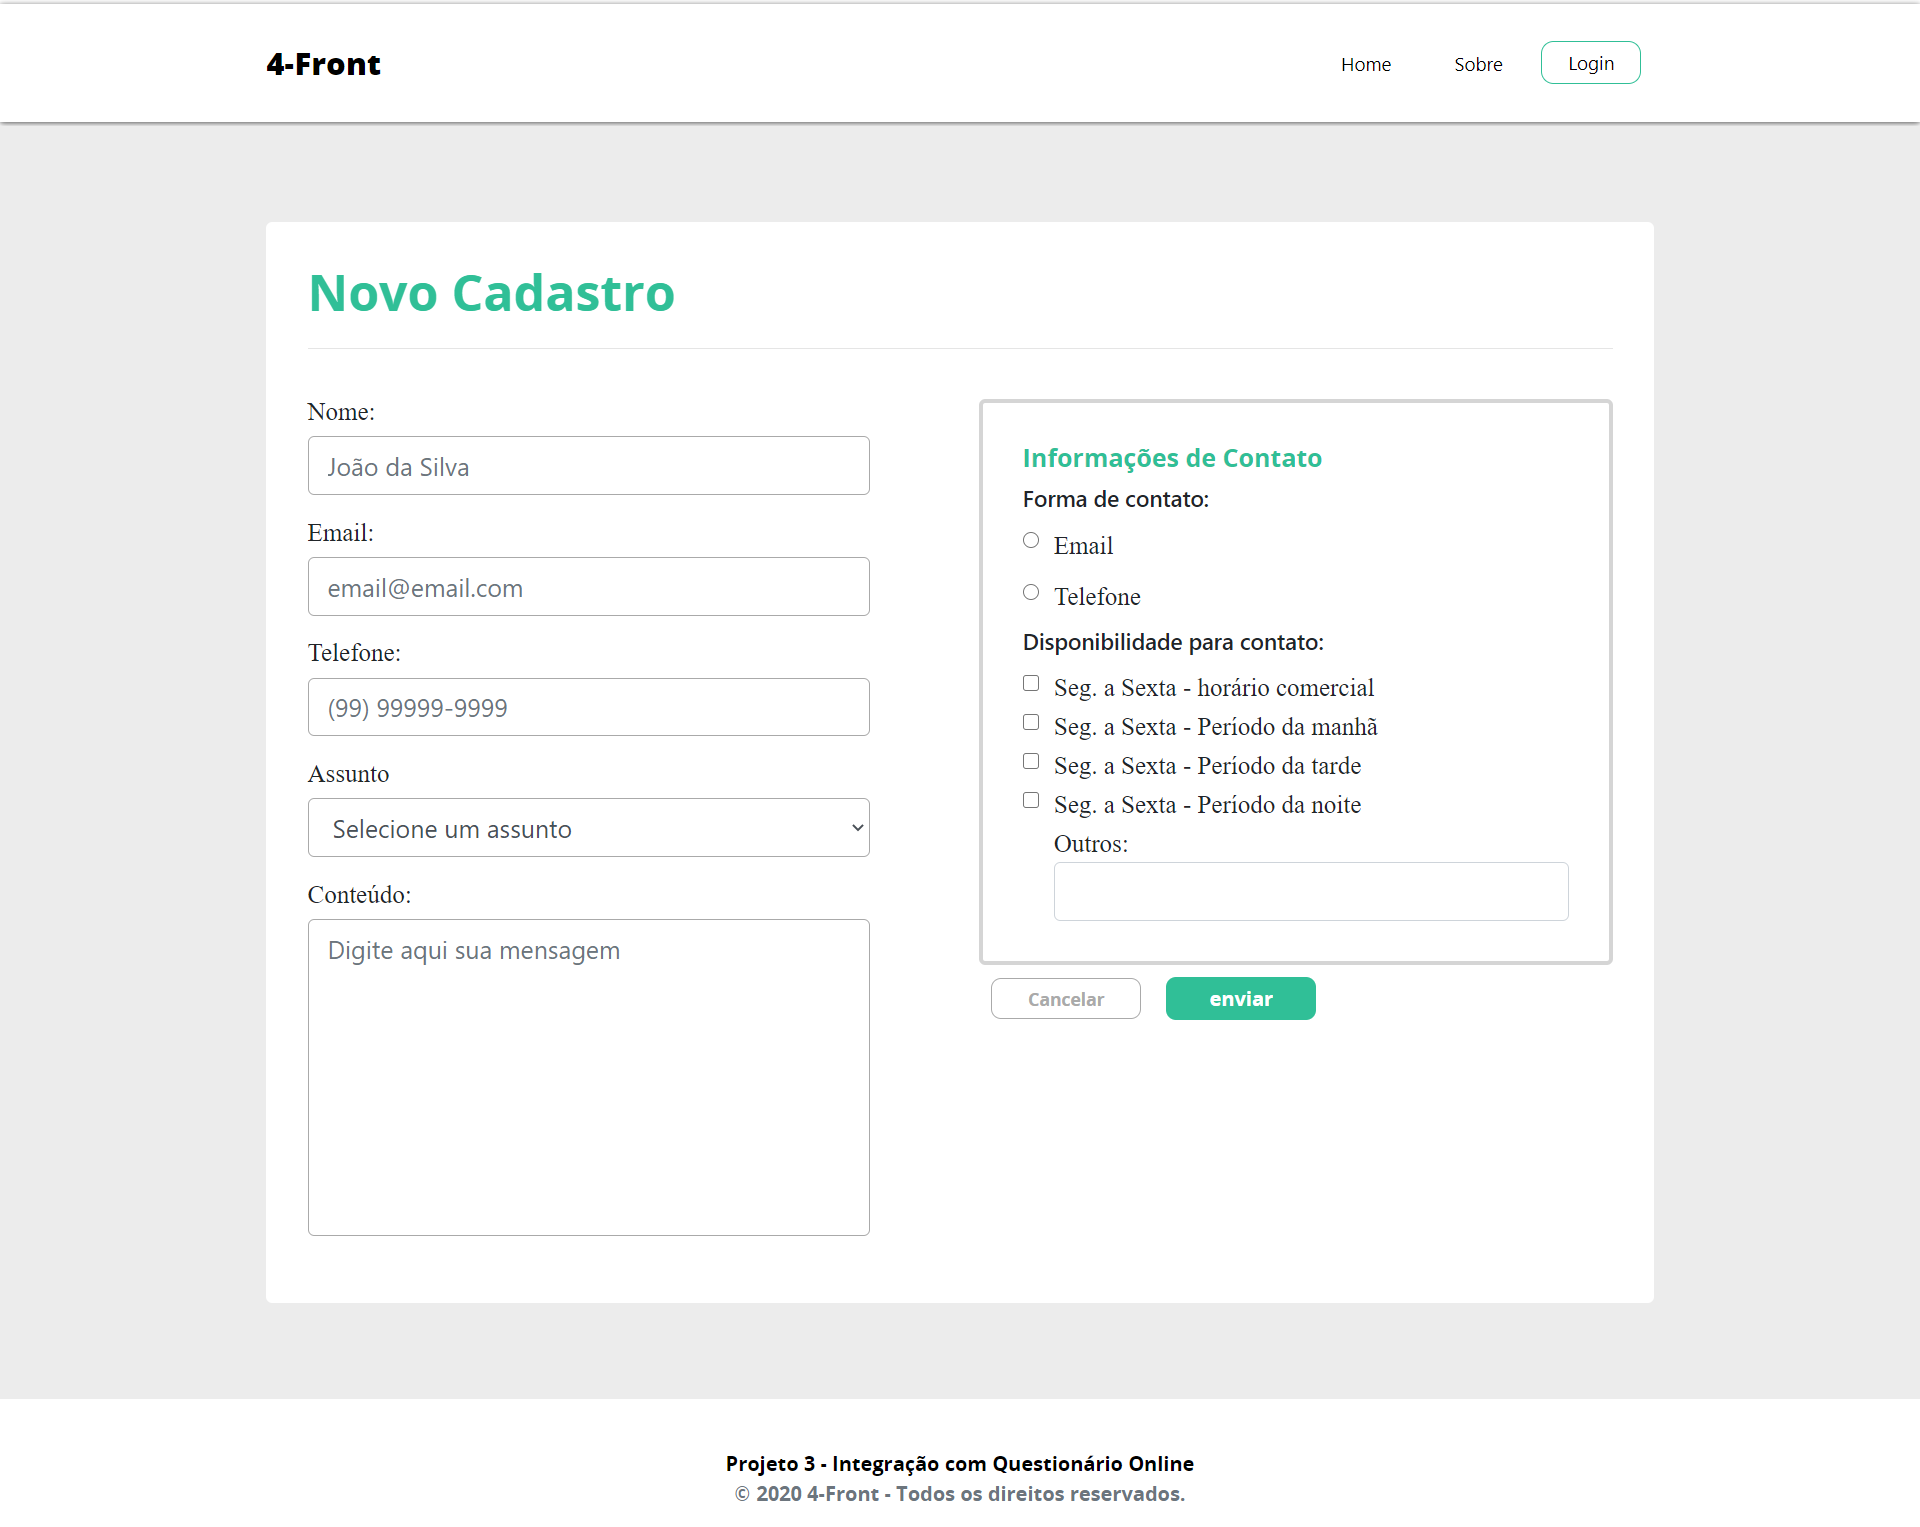 4-Front
Home
Sobre
Login
Novo Cadastro
Nome:
João da Silva
Email:
email@email.com
Telefone:
(99) 99999-9999
Assunto
Selecione um assunto
Conteúdo:
Digite aqui sua mensagem
Informações de Contato
Forma de contato:
Email
Telefone
Disponibilidade para contato:
Seg. a Sexta - horário comercial
Seg. a Sexta - Período da manhã
Seg. a Sexta - Período da tarde
Seg. a Sexta - Período da noite
Outros:
Cancelar
enviar
Projeto 3 - Integração com Questionário Online
© 2020 4-Front - Todos os direitos reservados.